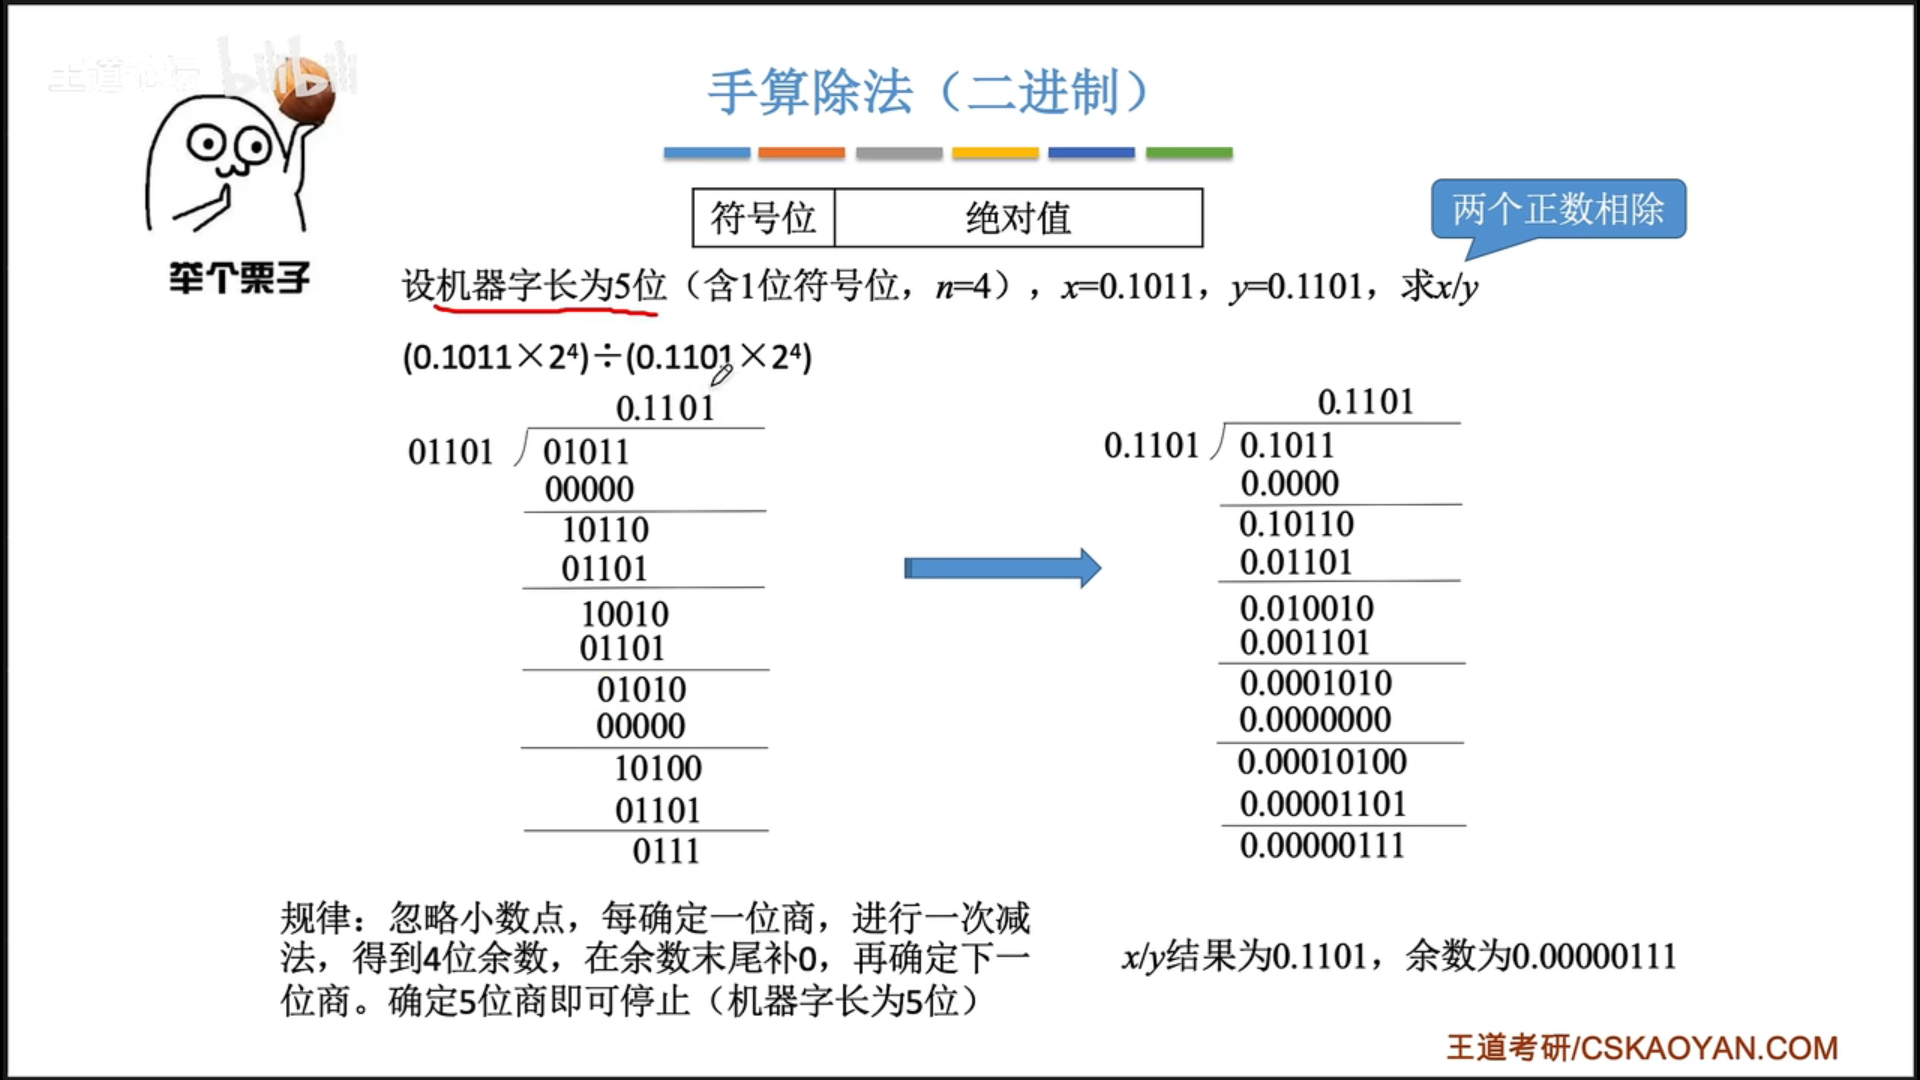 王道论坛 bilibili
手算除法（二进制）
符号位 绝对值
两个正数相除
举个栗子
设机器字长为5位（含1位符号位，n=4），x=0.1011，y=0.1101，求x/y
(0.1011×2⁴)÷(0.1101×2⁴)
0.1101
01101 01011
00000
10110
01101
10010
01101
01010
00000
10100
01101
0111
0.1101
0.1101 0.1011
0.0000
0.10110
0.01101
0.010010
0.001101
0.0001010
0.0000000
0.00010100
0.00001101
0.00000111
规律：忽略小数点，每确定一位商，进行一次减
法，得到4位余数，在余数末尾补0，再确定下一
位商。确定5位商即可停止（机器字长为5位）
x/y结果为0.1101，余数为0.00000111
王道考研/CSKAOYAN.COM